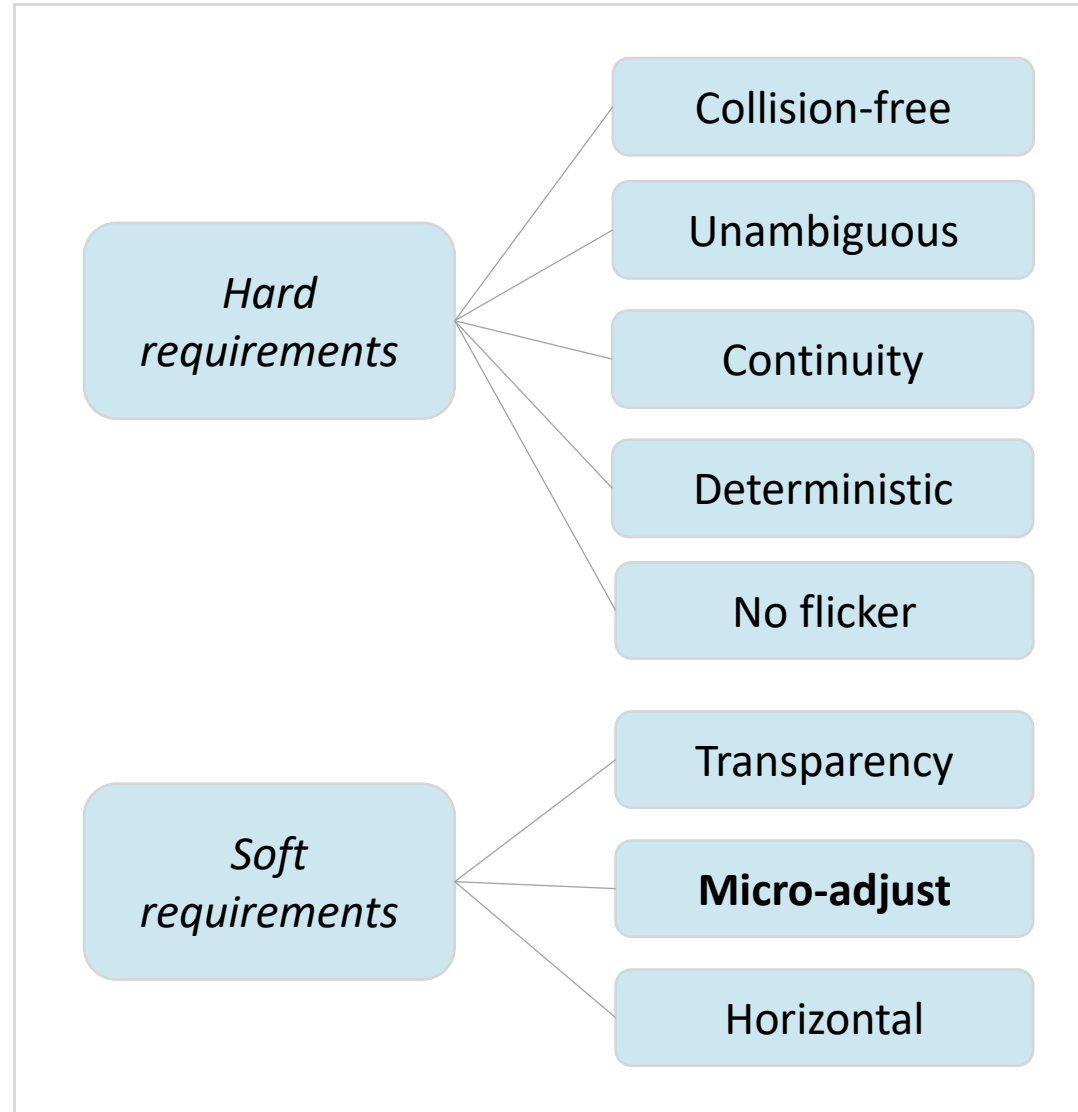 Hard
requirements
Collision-free
Unambiguous
Continuity
Deterministic
No flicker
Soft
requirements
Transparency
Micro-adjust
Horizontal